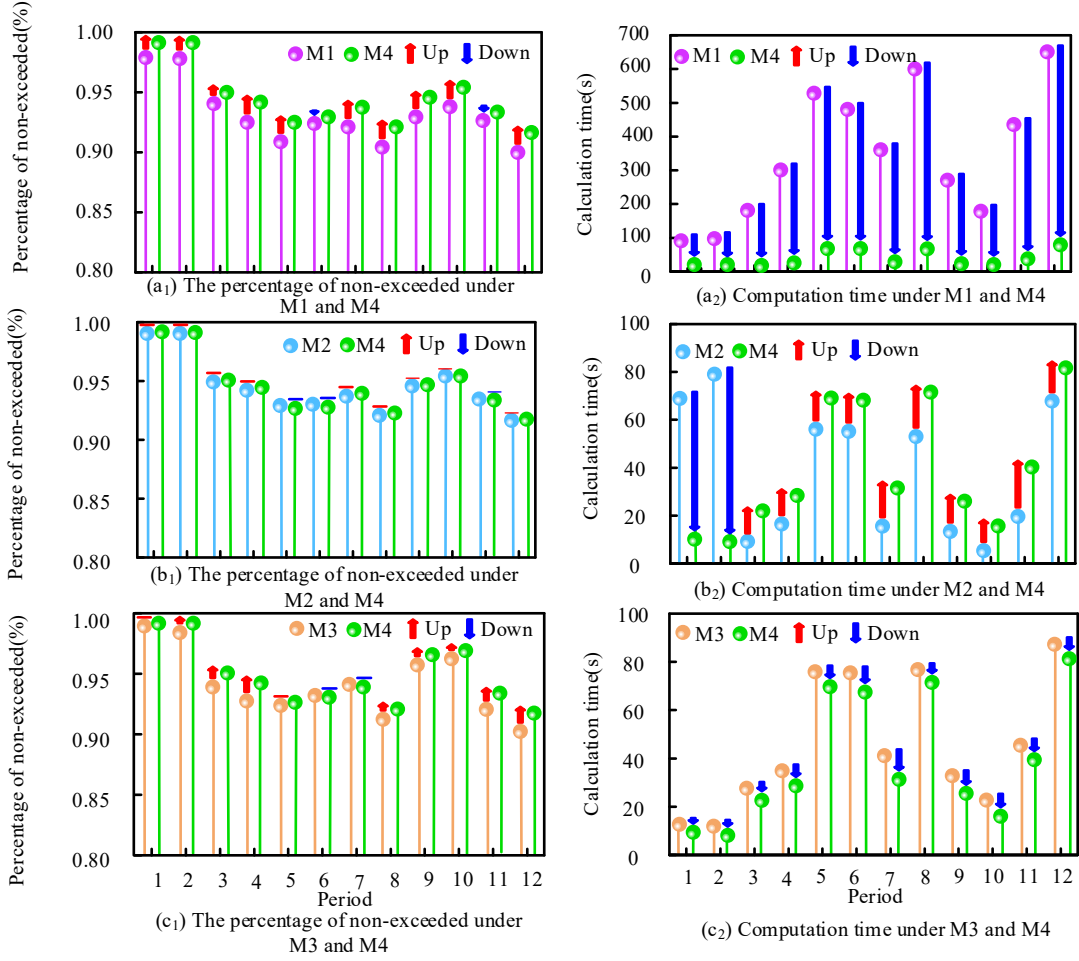 Percentage of non-exceeded(%)
1.00
0.95
0.90
0.85
0.80
M1 M4 Up Down
(a1) The percentage of non-exceeded under
M1 and M4
Calculation time(s)
700
600
500
400
300
200
100
0
M1 M4 Up Down
(a2) Computation time under M1 and M4
Percentage of non-exceeded(%)
1.00
0.95
0.90
0.85
0.80
M2 M4 Up Down
(b1) The percentage of non-exceeded under
M2 and M4
Calculation time(s)
100
80
60
40
20
0
M2 M4 Up Down
(b2) Computation time under M2 and M4
Percentage of non-exceeded(%)
1.00
0.95
0.90
0.85
0.80
M3 M4 Up Down
1 2 3 4 5 6 7 8 9 10 11 12
Period
(c1) The percentage of non-exceeded under
M3 and M4
Calculation time(s)
100
80
60
40
20
0
M3 M4 Up Down
1 2 3 4 5 6 7 8 9 10 11 12
Period
(c2) Computation time under M3 and M4